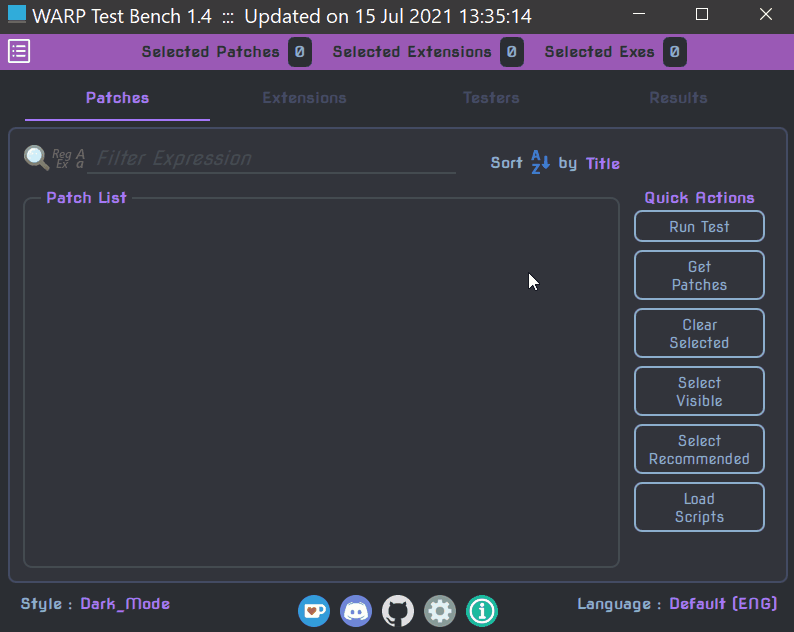 WARP Test Bench 1.4 ::: Updated on 15 Jul 2021 13:35:14
Selected Patches 0 Selected Extensions 0 Selected Exes 0
Patches Extensions Testers Results
Reg
Ex
A
a
Filter Expression
Sort A
Z by Title
Patch List
Quick Actions
Run Test
Get
Patches
Clear
Selected
Select
Visible
Select
Recommended
Load
Scripts
Style : Dark_Mode
Language : Default (ENG)